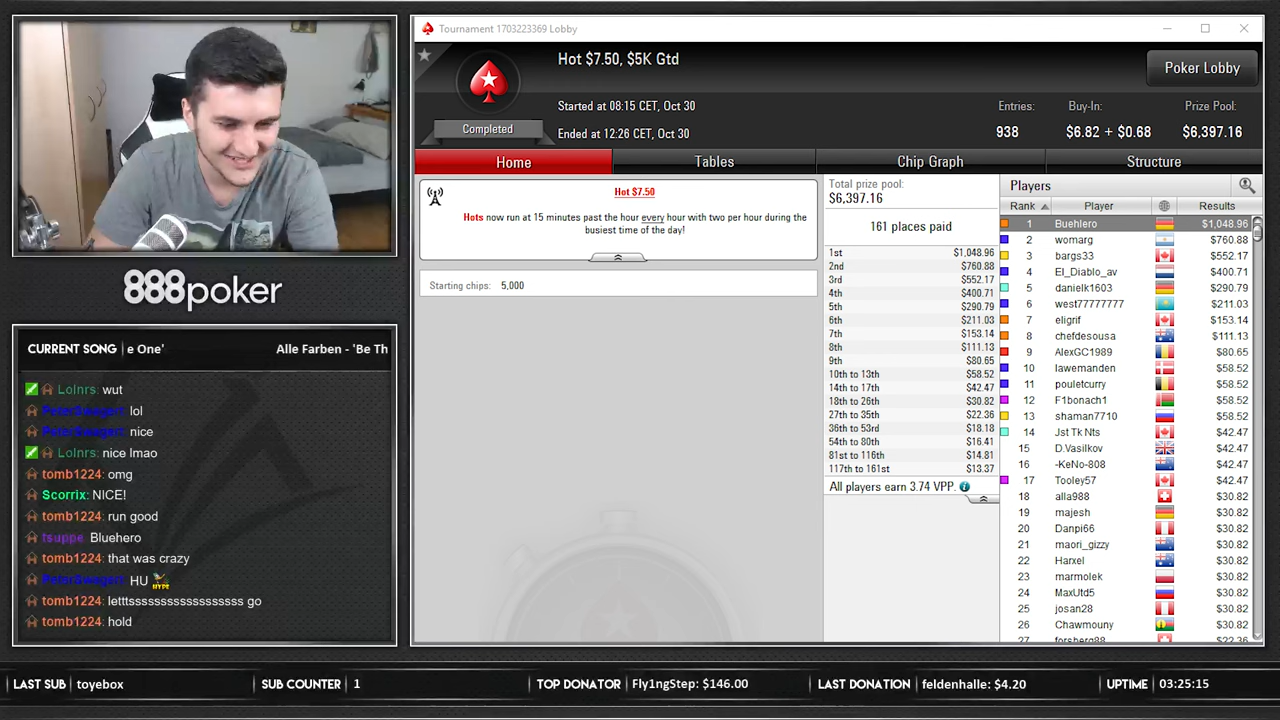 Tournament 1703223369 Lobby
Hot $7.50, $5K Gtd
Poker Lobby
Started at 08:15 CET, Oct 30
Entries:
Buy-In:
Prize Pool:
Completed
Ended at 12:26 CET, Oct 30
938
$6.82 + $0.68
$6,397.16
Home
Tables
Chip Graph
Structure
Hot $7.50
Hots now run at 15 minutes past the hour every hour with two per hour during the
busiest time of the day!
Starting chips: 5,000
Total prize pool:
$6,397.16
161 places paid
1st $1,048.96
2nd $760.88
3rd $552.17
4th $400.71
5th $290.79
6th $211.03
7th $153.14
8th $111.13
9th $80.65
10th to 13th $58.52
14th to 17th $42.47
18th to 26th $30.82
27th to 35th $22.36
36th to 53rd $18.18
54th to 80th $16.41
81st to 116th $14.81
117th to 161st $13.37
All players earn 3.74 VPP.
Players
Rank Player Results
1 Buehlero $1,048.96
2 womarg $760.88
3 bargs33 $552.17
4 El_Diablo_av $400.71
5 danielk1603 $290.79
6 west77777777 $211.03
7 eligrif $153.14
8 chefdesousa $111.13
9 AlexGC1989 $80.65
10 lawemanden $58.52
11 pouletcurry $58.52
12 F1bonach1 $58.52
13 shaman7710 $58.52
14 Jst Tk Nts $42.47
15 D.Vasilkov $42.47
16 -KeNo-808 $42.47
17 Tooley57 $42.47
18 alla988 $30.82
19 majesh $30.82
20 Danpi66 $30.82
21 maori_gizzy $30.82
22 Harxel $30.82
23 marmolek $30.82
24 MaxUtd5 $30.82
25 josan28 $30.82
26 Chawmouny $30.82
27 forsberg88 $22.36
888poker
CURRENT SONG e One' Alle Farben - 'Be Th
Lolnrs: wut
PeterSwagerr: lol
PeterSwagerr: nice
Lolnrs: nice lmao
tomb1224: omg
Scorrix: NICE!
tomb1224: run good
tsuppe: Bluehero
tomb1224: that was crazy
PeterSwagerr: HU HYPE
tomb1224: letttssssssssssssssssss go
tomb1224: hold
LAST SUB toyebox
SUB COUNTER 1
TOP DONATOR Fly1ngStep: $146.00
LAST DONATION feldenhalle: $4.20
UPTIME 03:25:15